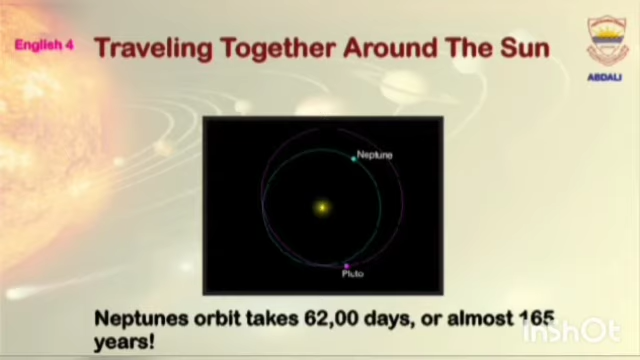 English 4
Traveling Together Around The Sun
ABDALI
Neptune
Pluto
Neptunes orbit takes 62,00 days, or almost 165
years!
InShOt